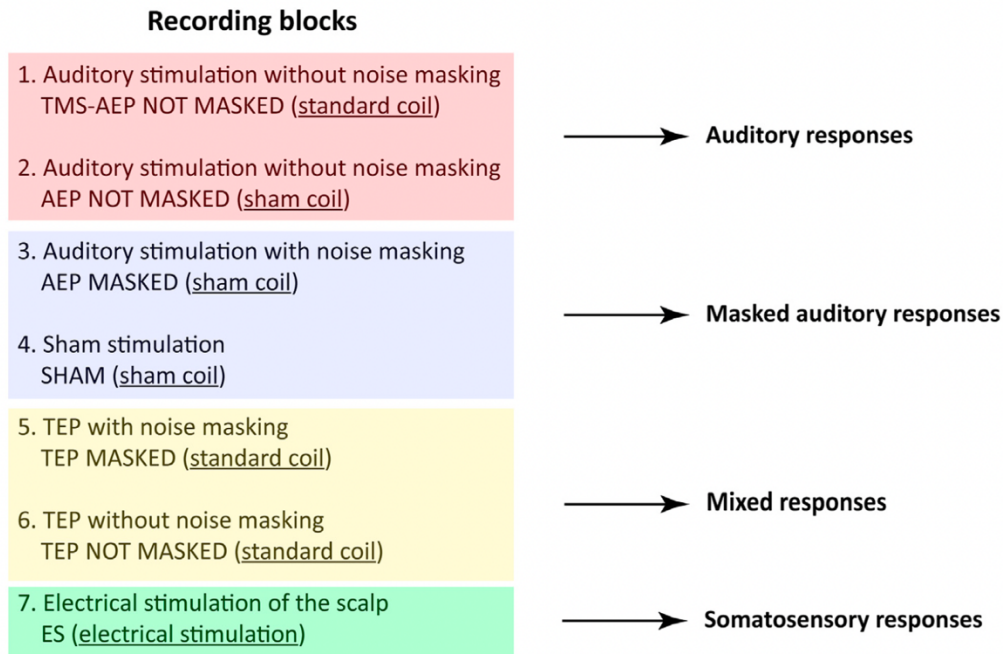 Recording blocks
1. Auditory stimulation without noise masking
TMS-AEP NOT MASKED (standard coil)
Auditory responses
2. Auditory stimulation without noise masking
AEP NOT MASKED (sham coil)
3. Auditory stimulation with noise masking
AEP MASKED (sham coil)
Masked auditory responses
4. Sham stimulation
SHAM (sham coil)
5. TEP with noise masking
TEP MASKED (standard coil)
Mixed responses
6. TEP without noise masking
TEP NOT MASKED (standard coil)
7. Electrical stimulation of the scalp
ES (electrical stimulation)
Somatosensory responses